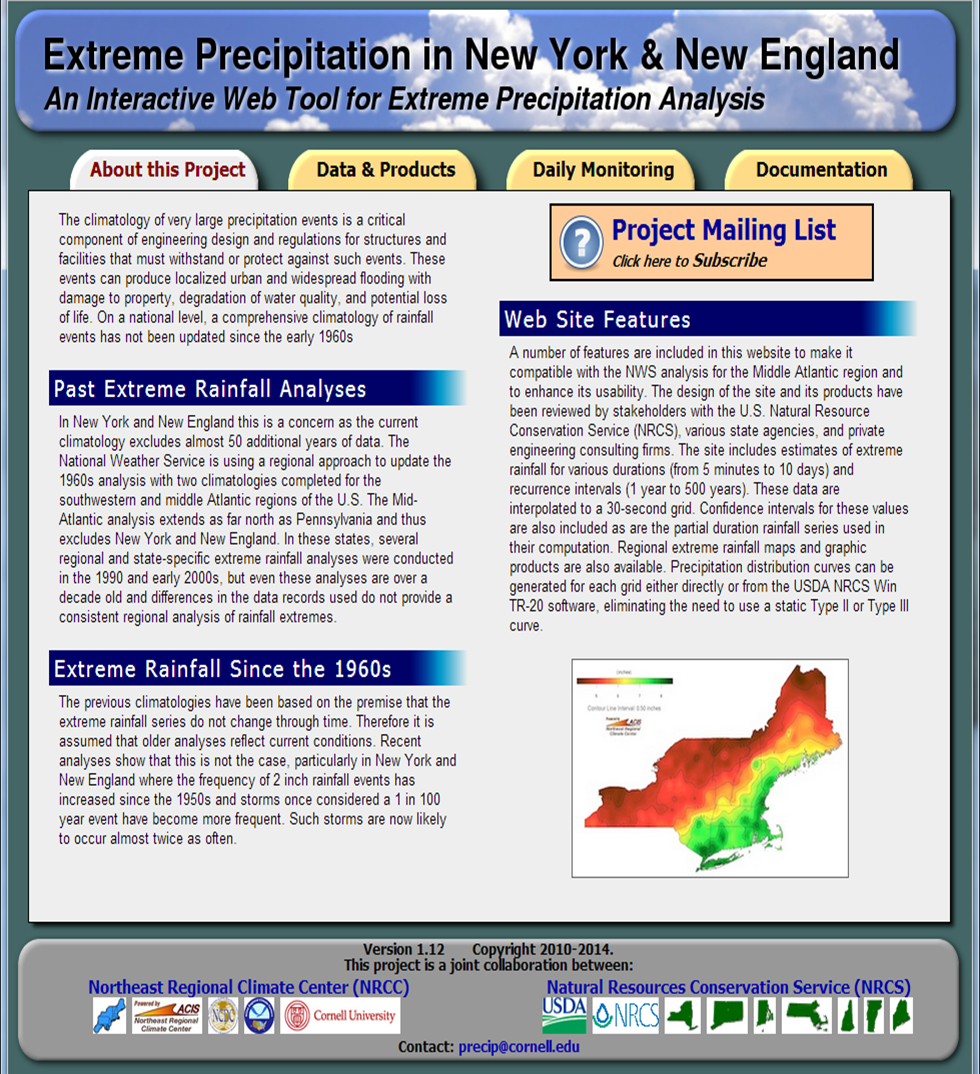 Extreme Precipitation in New York & New England
An Interactive Web Tool for Extreme Precipitation Analysis
About this Project
Data & Products
Daily Monitoring
Documentation
The climatology of very large precipitation events is a critical
component of engineering design and regulations for structures and
facilities that must withstand or protect against such events. These
events can produce localized urban and widespread flooding with
damage to property, degradation of water quality, and potential loss
of life. On a national level, a comprehensive climatology of rainfall
events has not been updated since the early 1960s
Past Extreme Rainfall Analyses
In New York and New England this is a concern as the current
climatology excludes almost 50 additional years of data. The
National Weather Service is using a regional approach to update the
1960s analysis with two climatologies completed for the
southwestern and middle Atlantic regions of the U.S. The Mid-
Atlantic analysis extends as far north as Pennsylvania and thus
excludes New York and New England. In these states, several
regional and state-specific extreme rainfall analyses were conducted
in the 1990 and early 2000s, but even these analyses are over a
decade old and differences in the data records used do not provide a
consistent regional analysis of rainfall extremes.
Extreme Rainfall Since the 1960s
The previous climatologies have been based on the premise that the
extreme rainfall series do not change through time. Therefore it is
assumed that older analyses reflect current conditions. Recent
analyses show that this is not the case, particularly in New York and
New England where the frequency of 2 inch rainfall events has
increased since the 1950s and storms once considered a 1 in 100
year event have become more frequent. Such storms are now likely
to occur almost twice as often.
?
Project Mailing List
Click here to Subscribe
Web Site Features
A number of features are included in this website to make it
compatible with the NWS analysis for the Middle Atlantic region and
to enhance its usability. The design of the site and its products have
been reviewed by stakeholders with the U.S. Natural Resource
Conservation Service (NRCS), various state agencies, and private
engineering consulting firms. The site includes estimates of extreme
rainfall for various durations (from 5 minutes to 10 days) and
recurrence intervals (1 year to 500 years). These data are
interpolated to a 30-second grid. Confidence intervals for these values
are also included as are the partial duration rainfall series used in
their computation. Regional extreme rainfall maps and graphic
products are also available. Precipitation distribution curves can be
generated for each grid either directly or from the USDA NRCS Win
TR-20 software, eliminating the need to use a static Type II or Type III
curve.
5 6 7 8
Contour Line Interval: 0.50 inches
ACIS
Northeast Regional
Climate Center
Version 1.12 Copyright 2010-2014.
This project is a joint collaboration between:
Northeast Regional Climate Center (NRCC)
Powered by ACIS
Northeast Regional
Climate Center
Cornell University
Natural Resources Conservation Service (NRCS)
USDA
NRCS
Contact: precip@cornell.edu